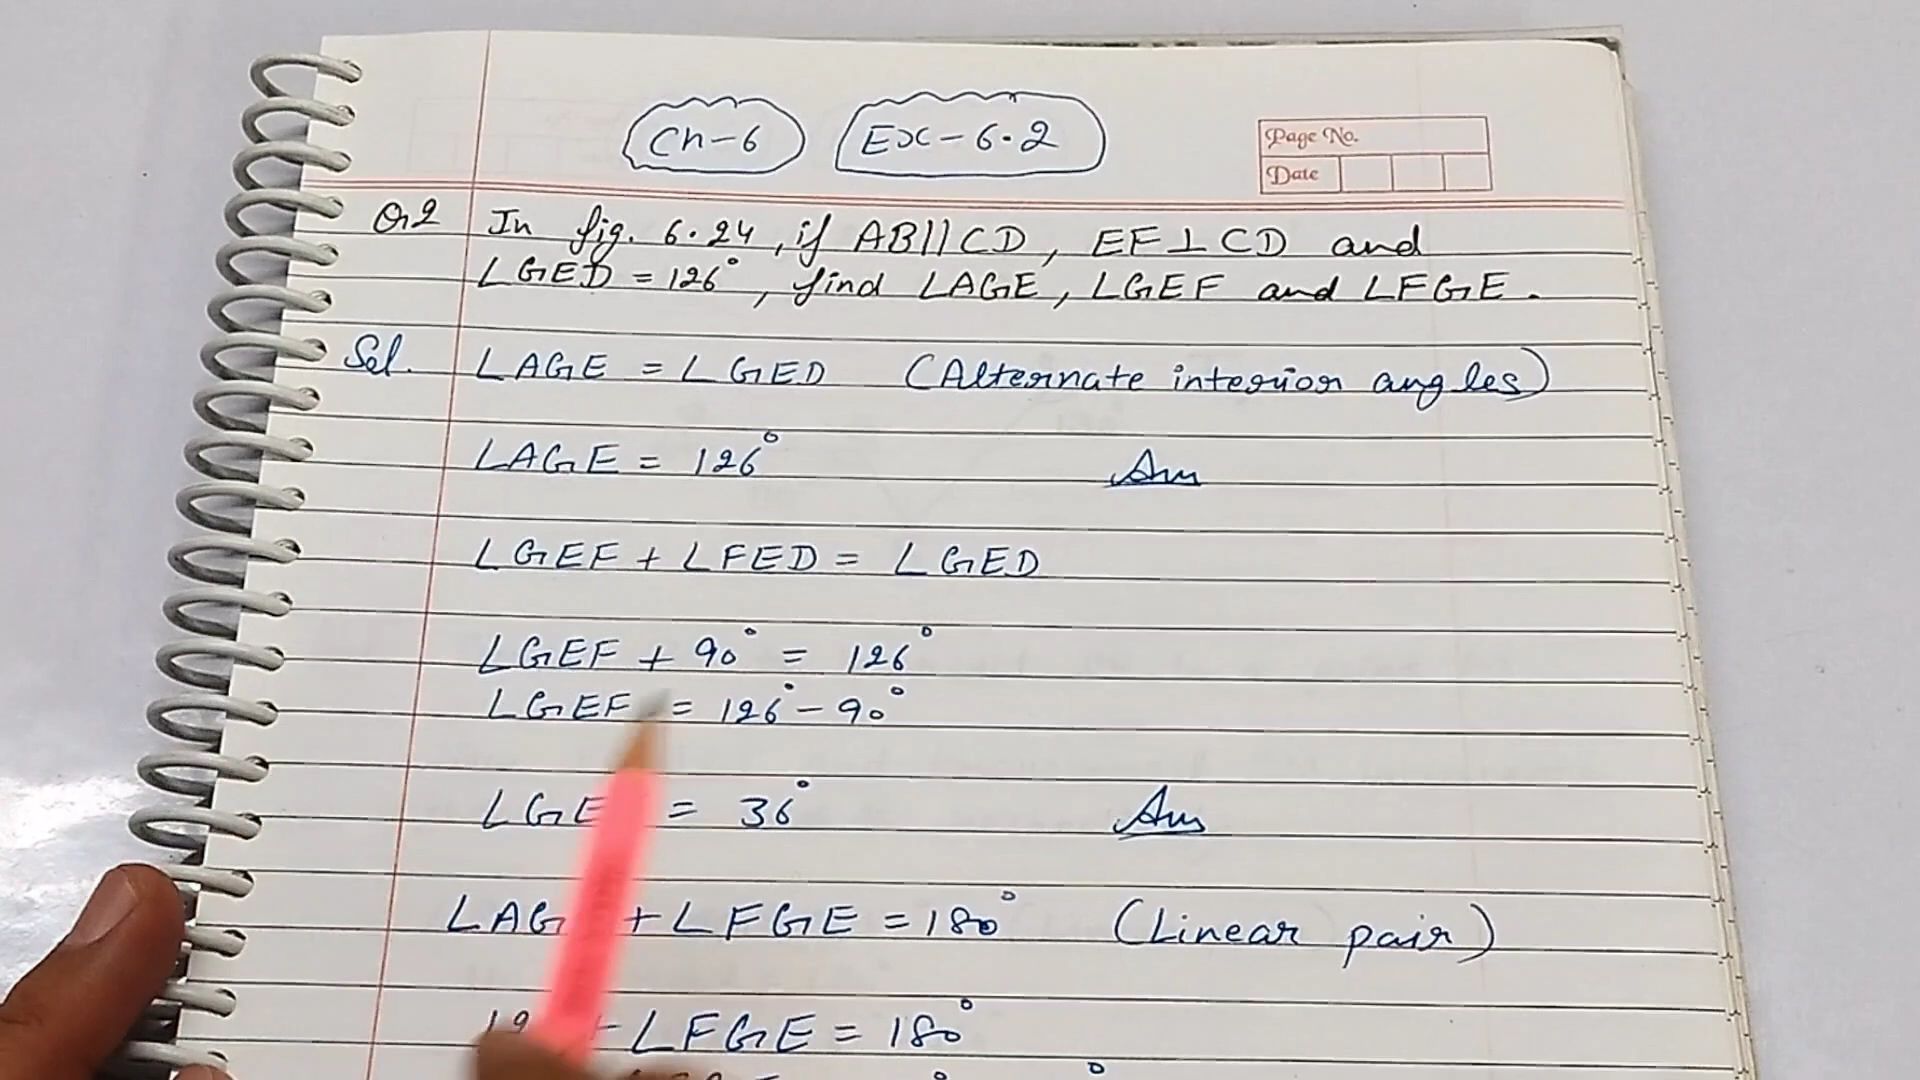 Ch-6 Ex-6.2
Page No.
Date
Q2 In fig. 6.24, if AB||CD, EF⊥CD and
∠GED = 126°, find ∠AGE, ∠GEF and ∠FGE.
Sol. ∠AGE = ∠GED (Alternate interior angles)
∠AGE = 126° Ans
∠GEF + ∠FED = ∠GED
∠GEF + 90° = 126°
∠GEF = 126° - 90°
∠GE = 36° Ans
∠AG + ∠FGE = 180° (Linear pair)
+ ∠FGE = 180°